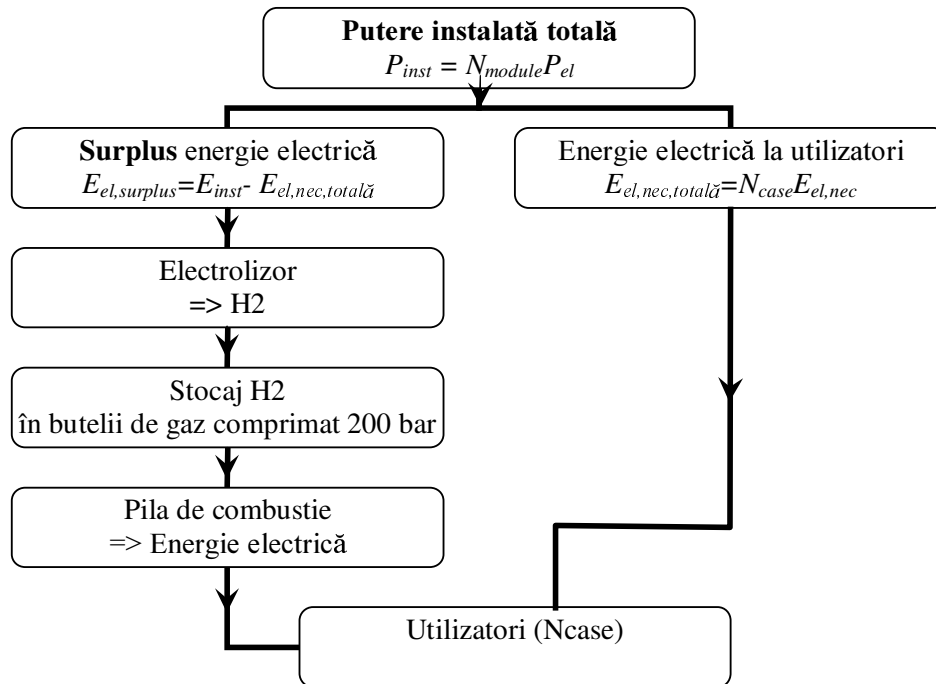 Putere instalată totală
P_inst = N_module P_el
Surplus energie electrică
E_el,surplus=E_inst- E_el,nec,totală
Energie electrică la utilizatori
E_el,nec,totală=N_case E_el,nec
Electrolizor
=> H2
Stocaj H2
în butelii de gaz comprimat 200 bar
Pila de combustie
=> Energie electrică
Utilizatori (Ncase)